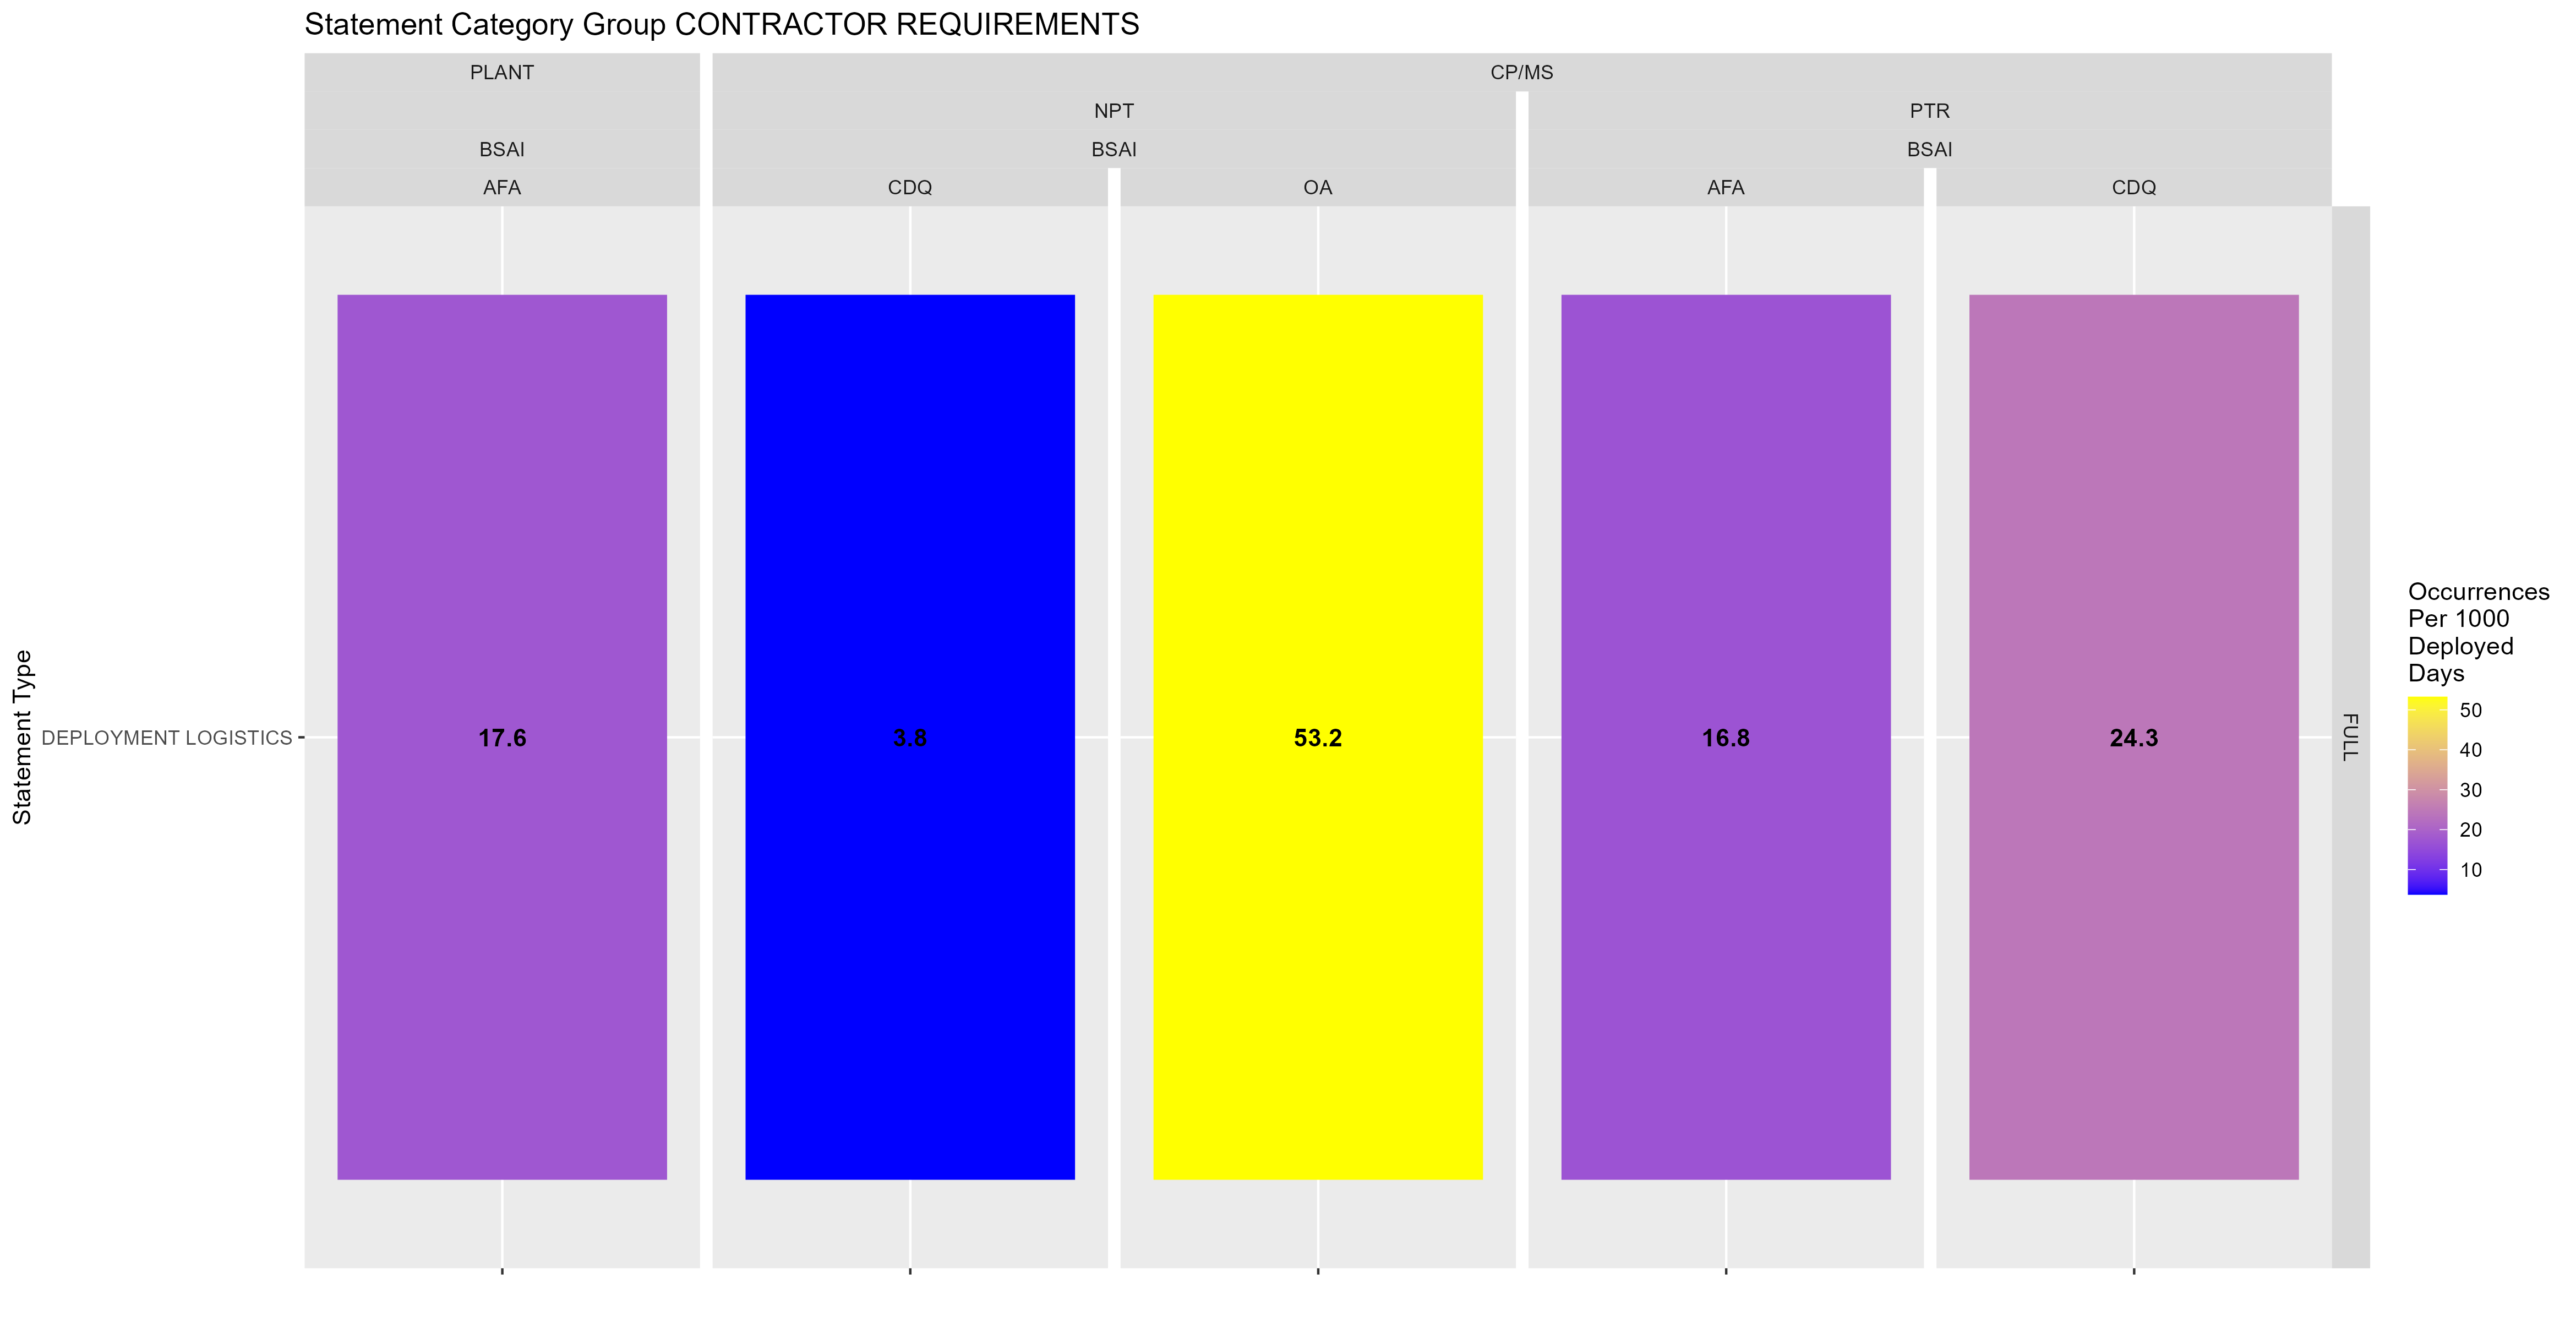 Statement Category Group CONTRACTOR REQUIREMENTS
PLANT
CP/MS
NPT
PTR
BSAI
BSAI
BSAI
AFA
CDQ
OA
AFA
CDQ
Statement Type
DEPLOYMENT LOGISTICS
17.6
3.8
53.2
16.8
24.3
FULL
Occurrences
Per 1000
Deployed
Days
50
40
30
20
10